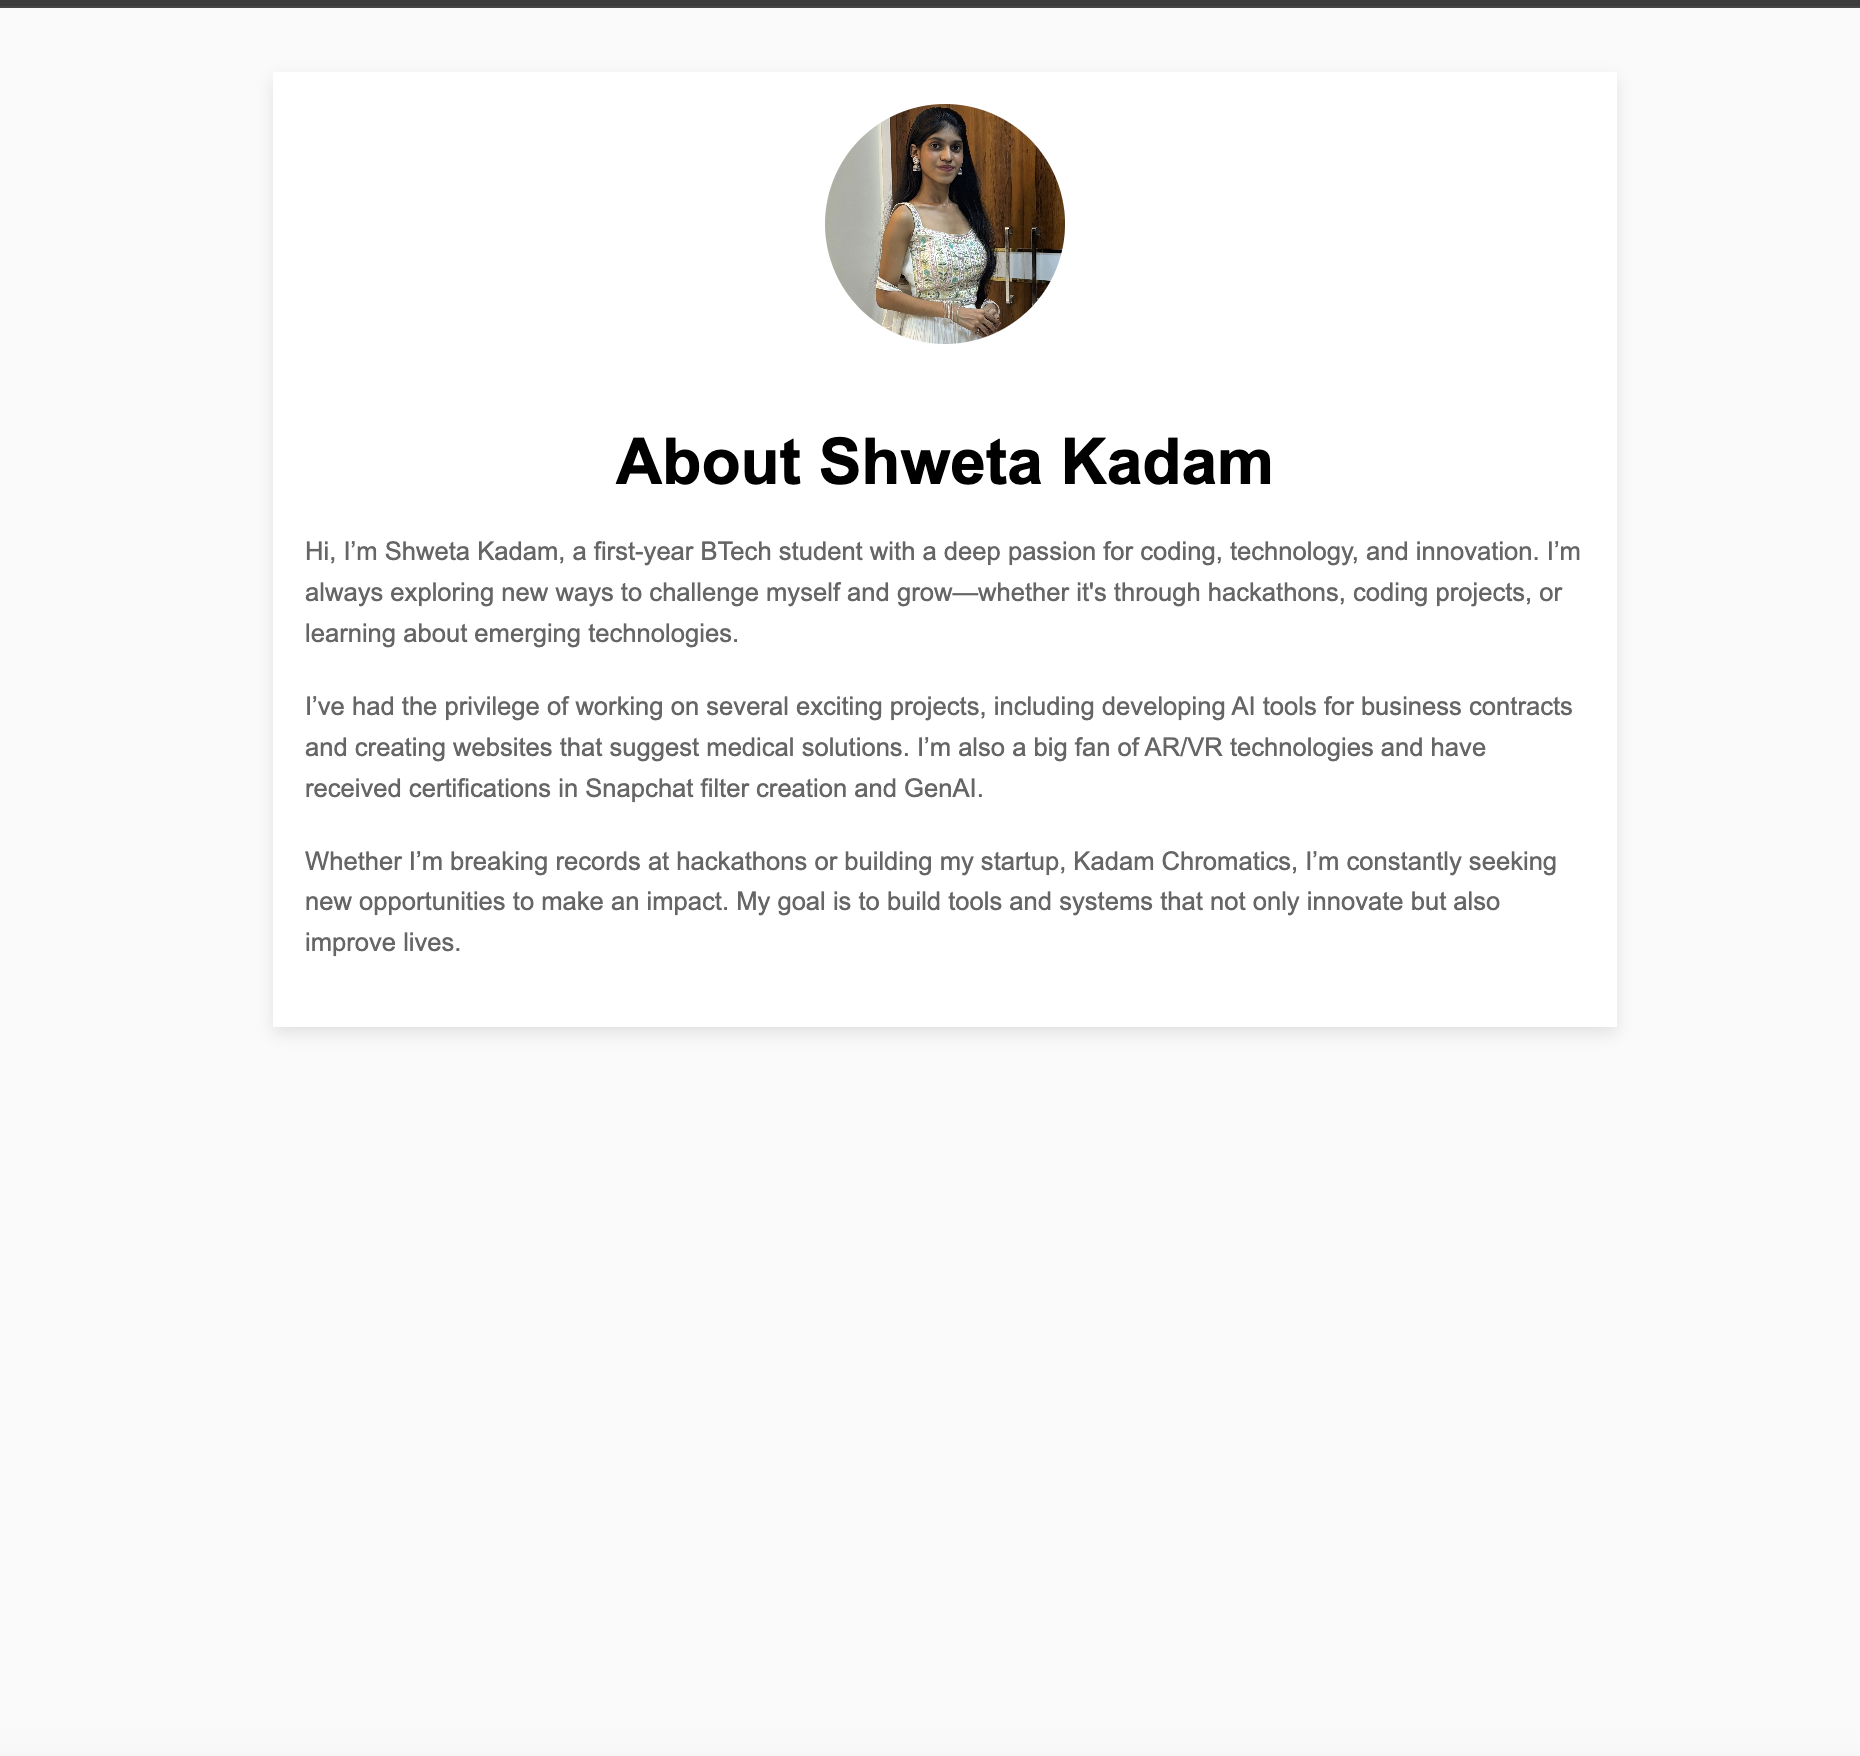 About Shweta Kadam
Hi, I’m Shweta Kadam, a first-year BTech student with a deep passion for coding, technology, and innovation. I’m
always exploring new ways to challenge myself and grow—whether it's through hackathons, coding projects, or
learning about emerging technologies.
I’ve had the privilege of working on several exciting projects, including developing AI tools for business contracts
and creating websites that suggest medical solutions. I’m also a big fan of AR/VR technologies and have
received certifications in Snapchat filter creation and GenAI.
Whether I’m breaking records at hackathons or building my startup, Kadam Chromatics, I’m constantly seeking
new opportunities to make an impact. My goal is to build tools and systems that not only innovate but also
improve lives.